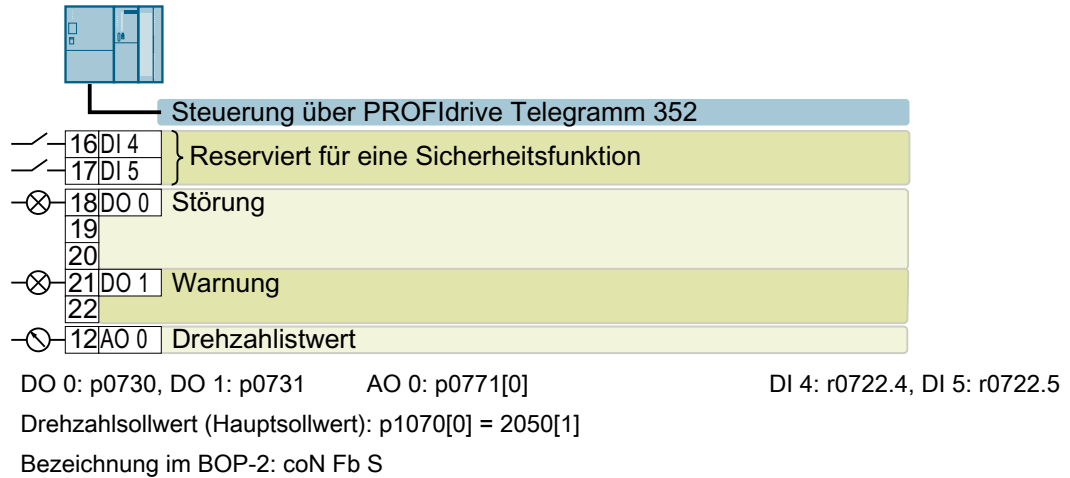 Steuerung über PROFIdrive Telegramm 352
16 DI 4
17 DI 5
Reserviert für eine Sicherheitsfunktion
18 DO 0 Störung
19
20
21 DO 1 Warnung
22
12 AO 0 Drehzahlistwert
DO 0: p0730, DO 1: p0731 AO 0: p0771[0] DI 4: r0722.4, DI 5: r0722.5
Drehzahlsollwert (Hauptsollwert): p1070[0] = 2050[1]
Bezeichnung im BOP-2: coN Fb S